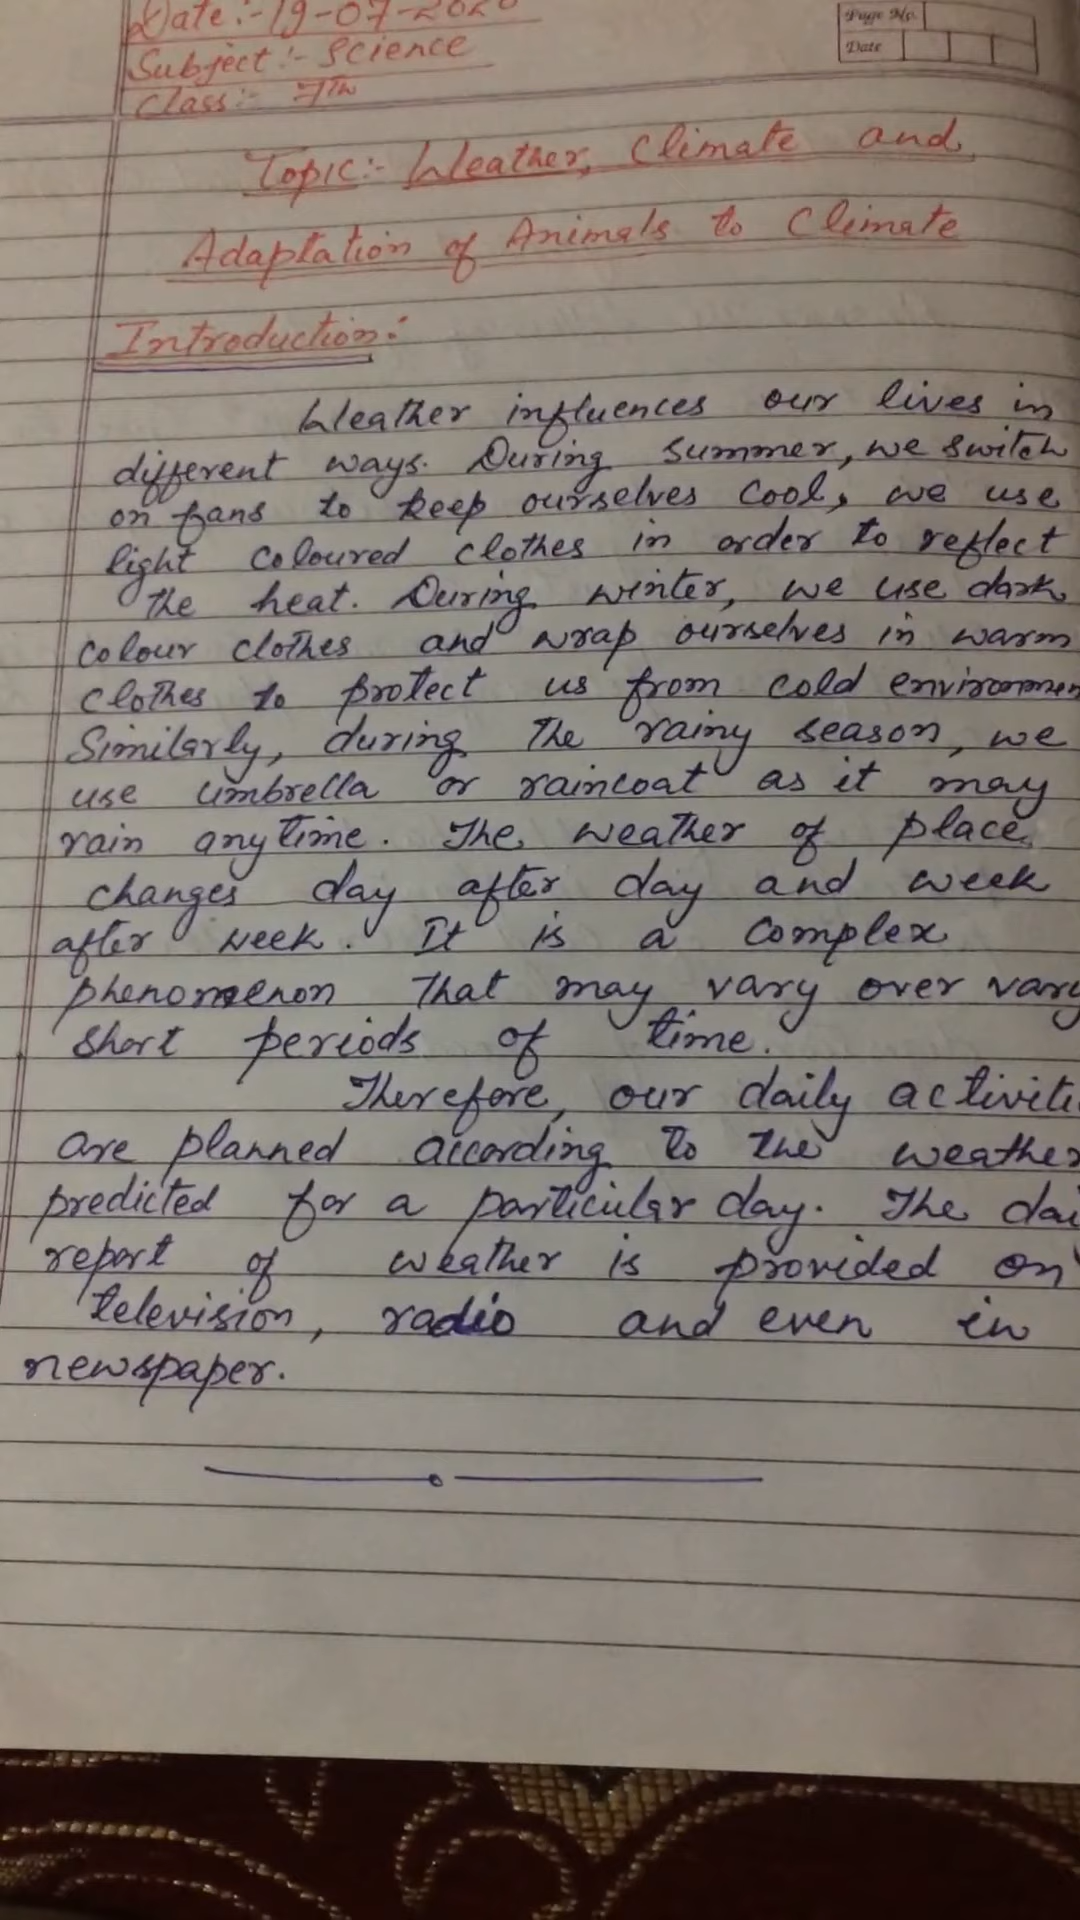 Date:-19-07-2020
Page No.
Subject:- Science
Date
Class:- 7th
Topic:- Weather, Climate and
Adaptation of Animals to Climate
Introduction:
Weather influences our lives in
different ways. During summer, we switch
on fans to keep ourselves cool, we use
light coloured clothes in order to reflect
the heat. During winter, we use dark
colour clothes and wrap ourselves in warm
clothes to protect us from cold environmen
Similarly, during the rainy season, we
use umbrella or raincoat as it may
rain anytime. The weather of place
changes day after day and week
after week. It is a complex
phenomenon that may vary over vary
short periods of time.
Therefore, our daily activiti
are planned according to the weather
predicted for a particular day. The dai
report of weather is provided on
television, radio and even in
newspaper.